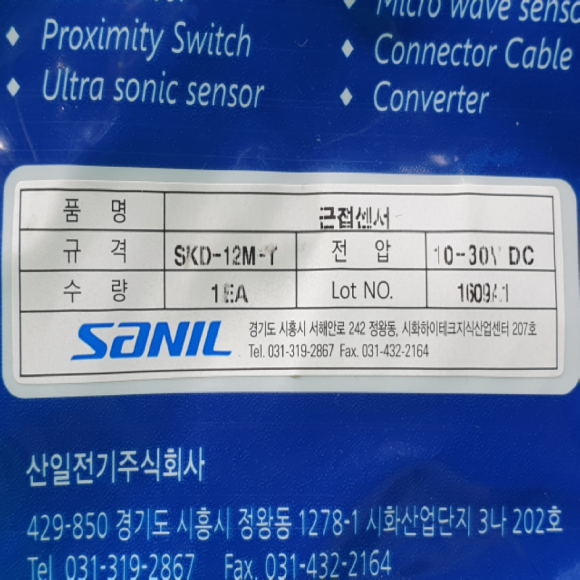 Micro wave senso
◆ Proximity Switch
◆ Connector Cable
◆ Ultra sonic sensor
◆ Converter
품 명 근접센서
규 격 SKD-12M-T 전 압 10-30V DC
수 량 1EA Lot NO.
SANIL 경기도 시흥시 서해안로 242 정왕동, 시화하이테크지식산업센터 207호
Tel. 031-319-2867 Fax. 031-432-2164
산일전기주식회사
429-850 경기도 시흥시 정왕동 1278-1 시화산업단지 3나 202호
Tel 031-319-2867 Fax. 031-432-2164